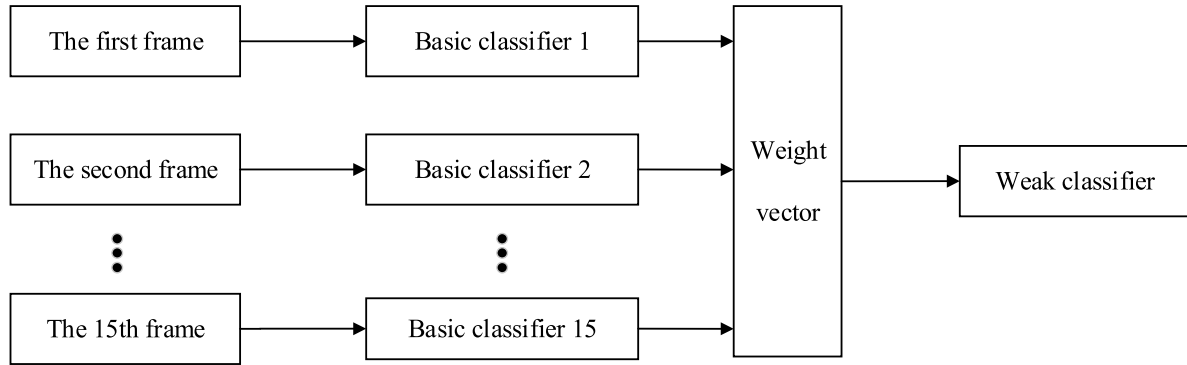 The first frame
Basic classifier 1
The second frame
Basic classifier 2
Weight
vector
Weak classifier
The 15th frame
Basic classifier 15